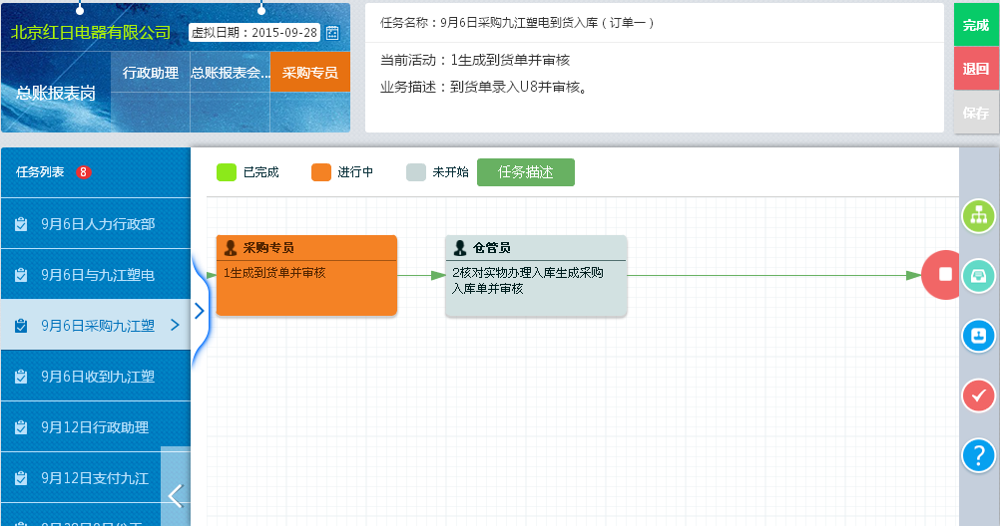 北京红日电器有限公司
虚拟日期：2015-09-28
总账报表岗
行政助理
总账报表会...
采购专员
任务名称：9月6日采购九江塑电到货入库（订单一）
当前活动：1生成到货单并审核
业务描述：到货单录入U8并审核。
完成
退回
保存
任务列表
8
9月6日人力行政部
9月6日与九江塑电
9月6日采购九江塑
9月6日收到九江塑
9月12日行政助理
9月12日支付九江
已完成
进行中
未开始
任务描述
采购专员
1生成到货单并审核
仓管员
2核对实物办理入库生成采购
入库单并审核
?